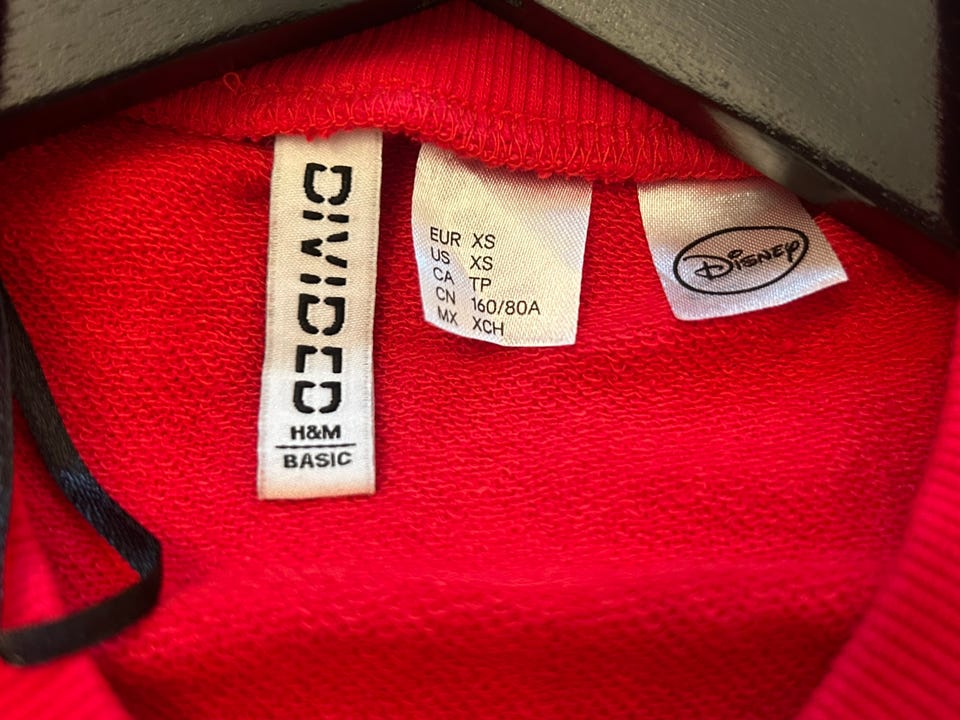 DIVIDED
H&M
BASIC
EUR XS
US XS
CA TP
CN 160/80A
MX XCH
Disney